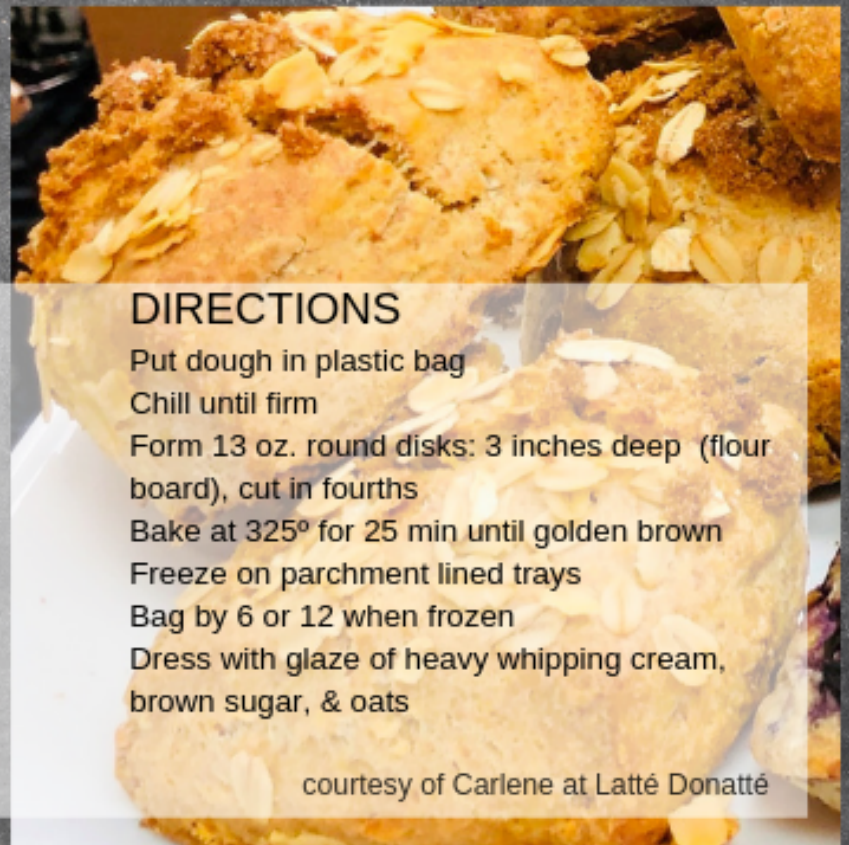 DIRECTIONS
Put dough in plastic bag
Chill until firm
Form 13 oz. round disks: 3 inches deep  (flour
board), cut in fourths
Bake at 325º for 25 min until golden brown
Freeze on parchment lined trays
Bag by 6 or 12 when frozen
Dress with glaze of heavy whipping cream,
brown sugar, & oats
courtesy of Carlene at Latté Donatté